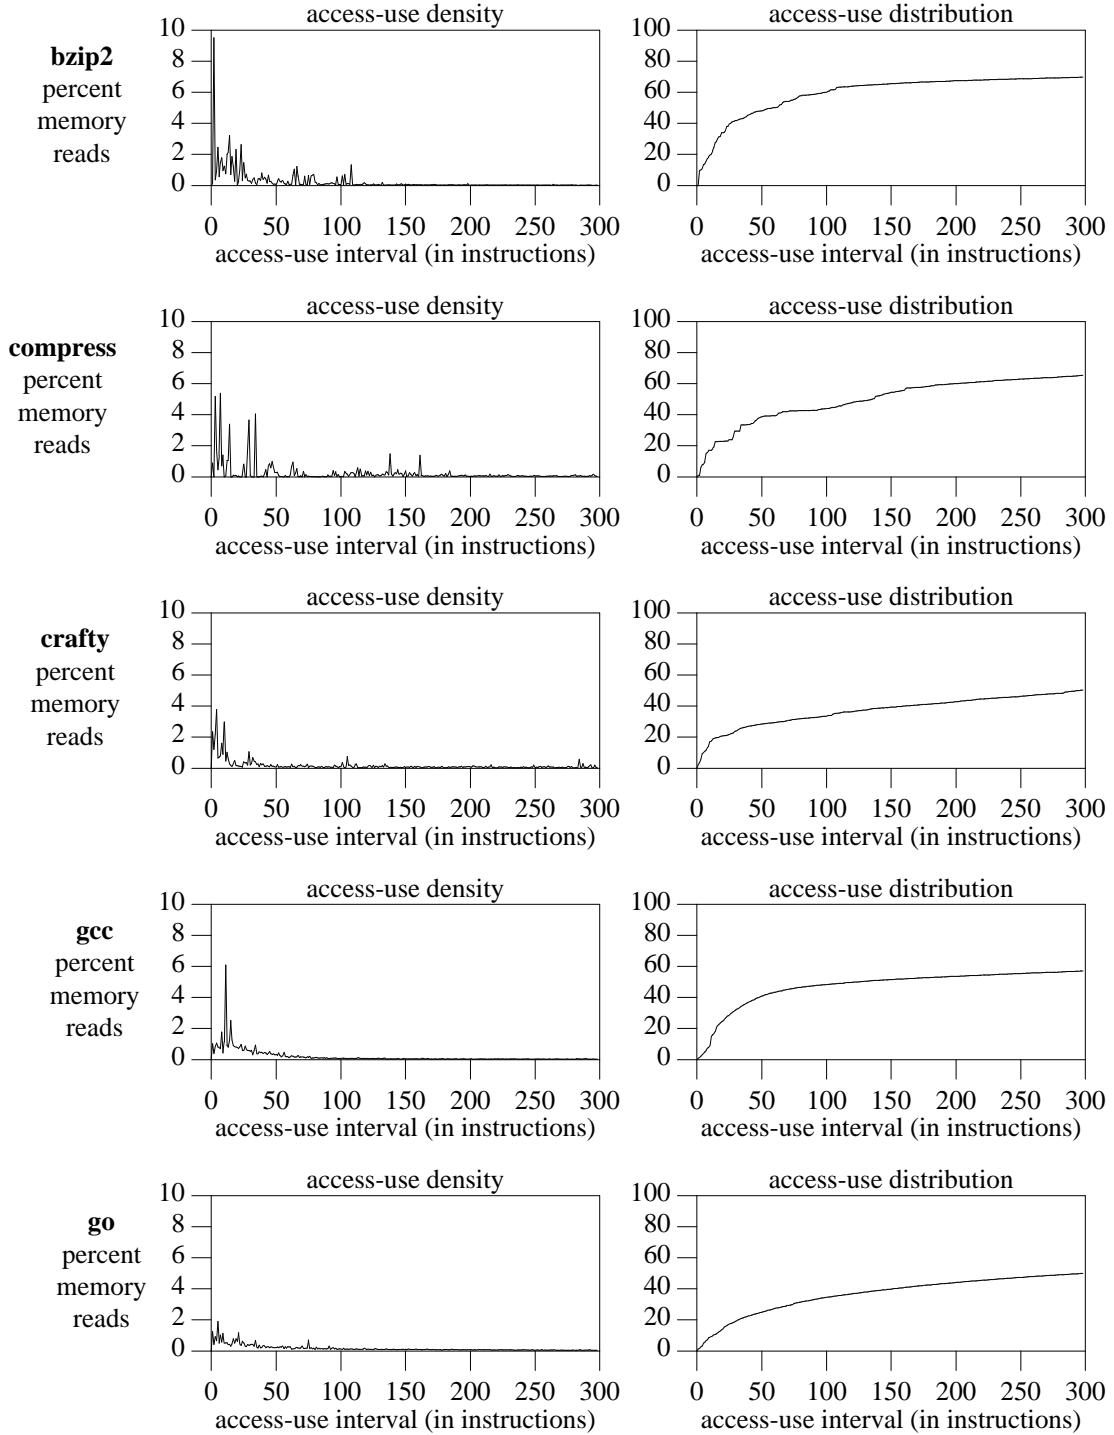 access-use density
access-use distribution
bzip2
percent
memory
reads
10
8
6
4
2
0
0 50 100 150 200 250 300
access-use interval (in instructions)
100
80
60
40
20
0
0 50 100 150 200 250 300
access-use interval (in instructions)
access-use density
access-use distribution
compress
percent
memory
reads
10
8
6
4
2
0
0 50 100 150 200 250 300
access-use interval (in instructions)
100
80
60
40
20
0
0 50 100 150 200 250 300
access-use interval (in instructions)
access-use density
access-use distribution
crafty
percent
memory
reads
10
8
6
4
2
0
0 50 100 150 200 250 300
access-use interval (in instructions)
100
80
60
40
20
0
0 50 100 150 200 250 300
access-use interval (in instructions)
access-use density
access-use distribution
gcc
percent
memory
reads
10
8
6
4
2
0
0 50 100 150 200 250 300
access-use interval (in instructions)
100
80
60
40
20
0
0 50 100 150 200 250 300
access-use interval (in instructions)
access-use density
access-use distribution
go
percent
memory
reads
10
8
6
4
2
0
0 50 100 150 200 250 300
access-use interval (in instructions)
100
80
60
40
20
0
0 50 100 150 200 250 300
access-use interval (in instructions)